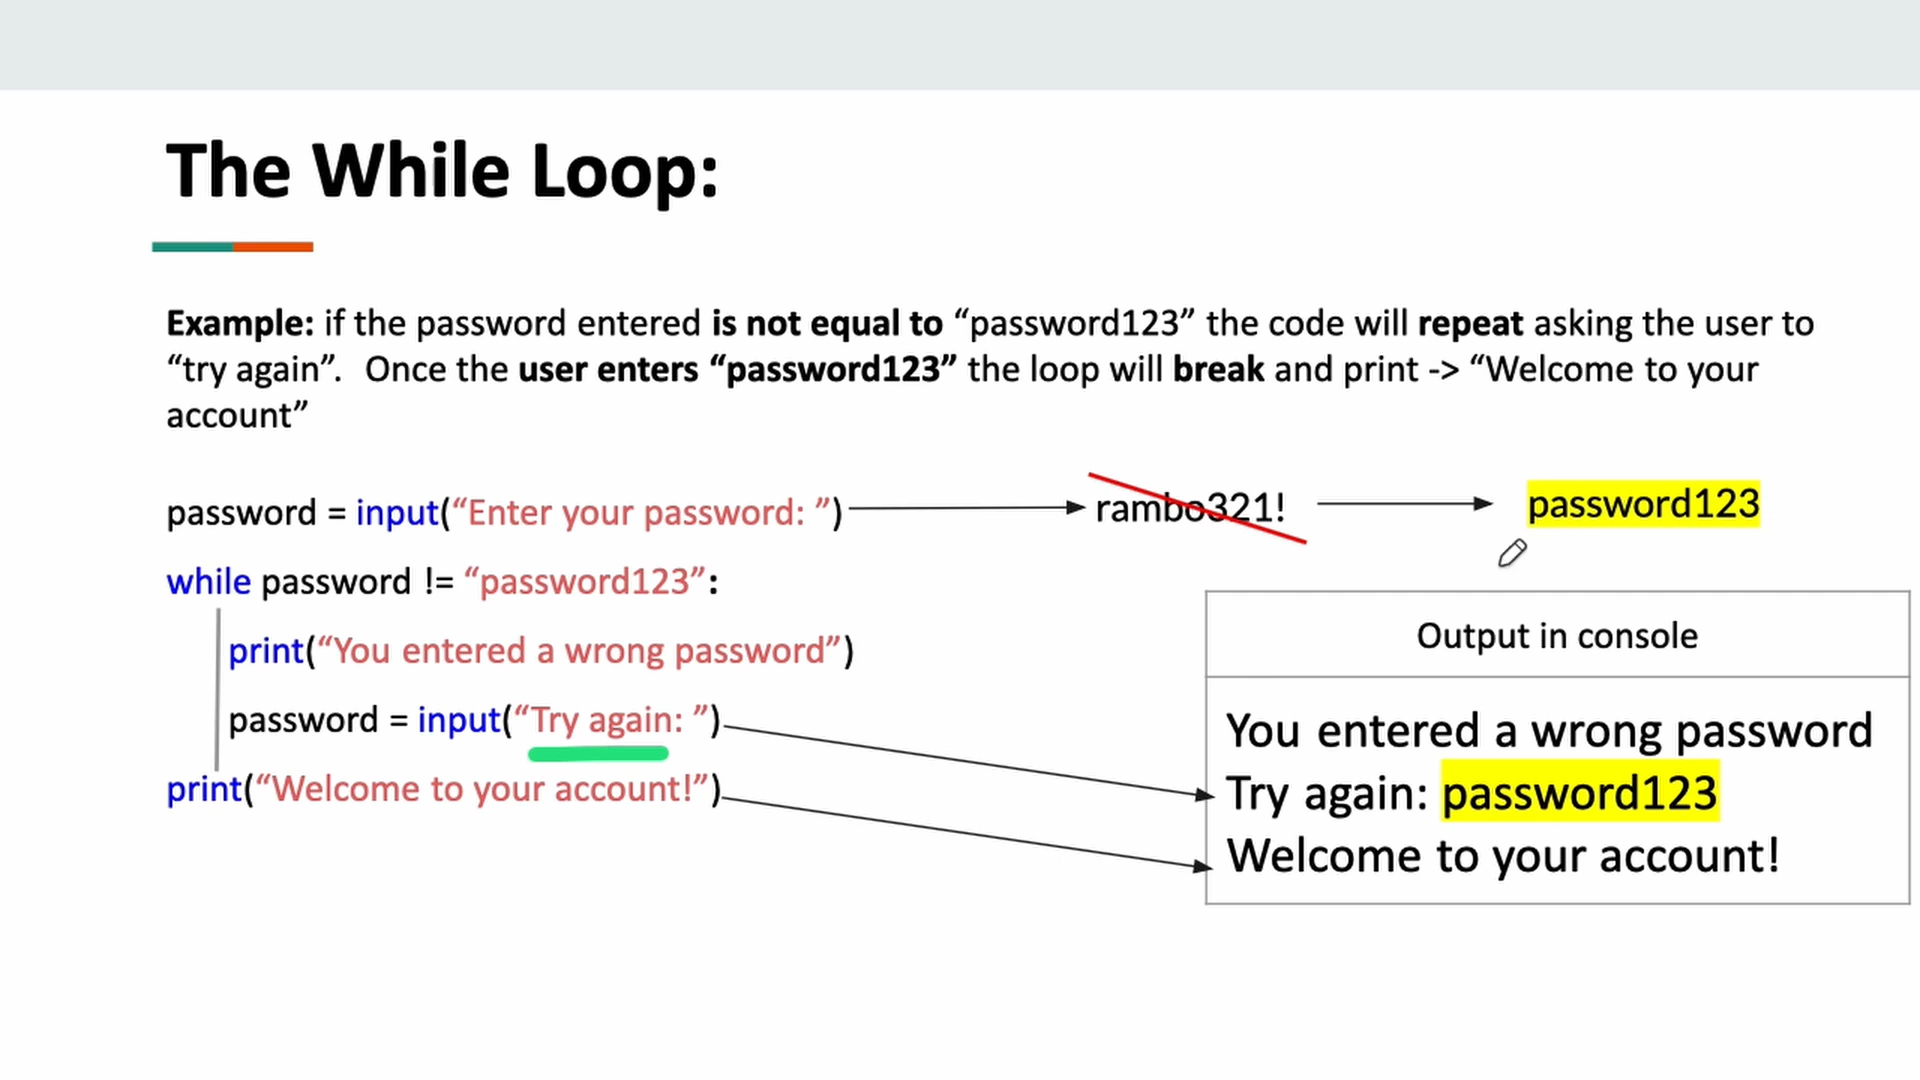 The While Loop:
Example: if the password entered is not equal to “password123” the code will repeat asking the user to
“try again”.  Once the user enters “password123” the loop will break and print -> “Welcome to your
account”
password = input(“Enter your password: ”)
rambo321!
password123
while password != “password123”:
print(“You entered a wrong password”)
password = input(“Try again: ”)
print(“Welcome to your account!”)
Output in console
You entered a wrong password
Try again: password123
Welcome to your account!